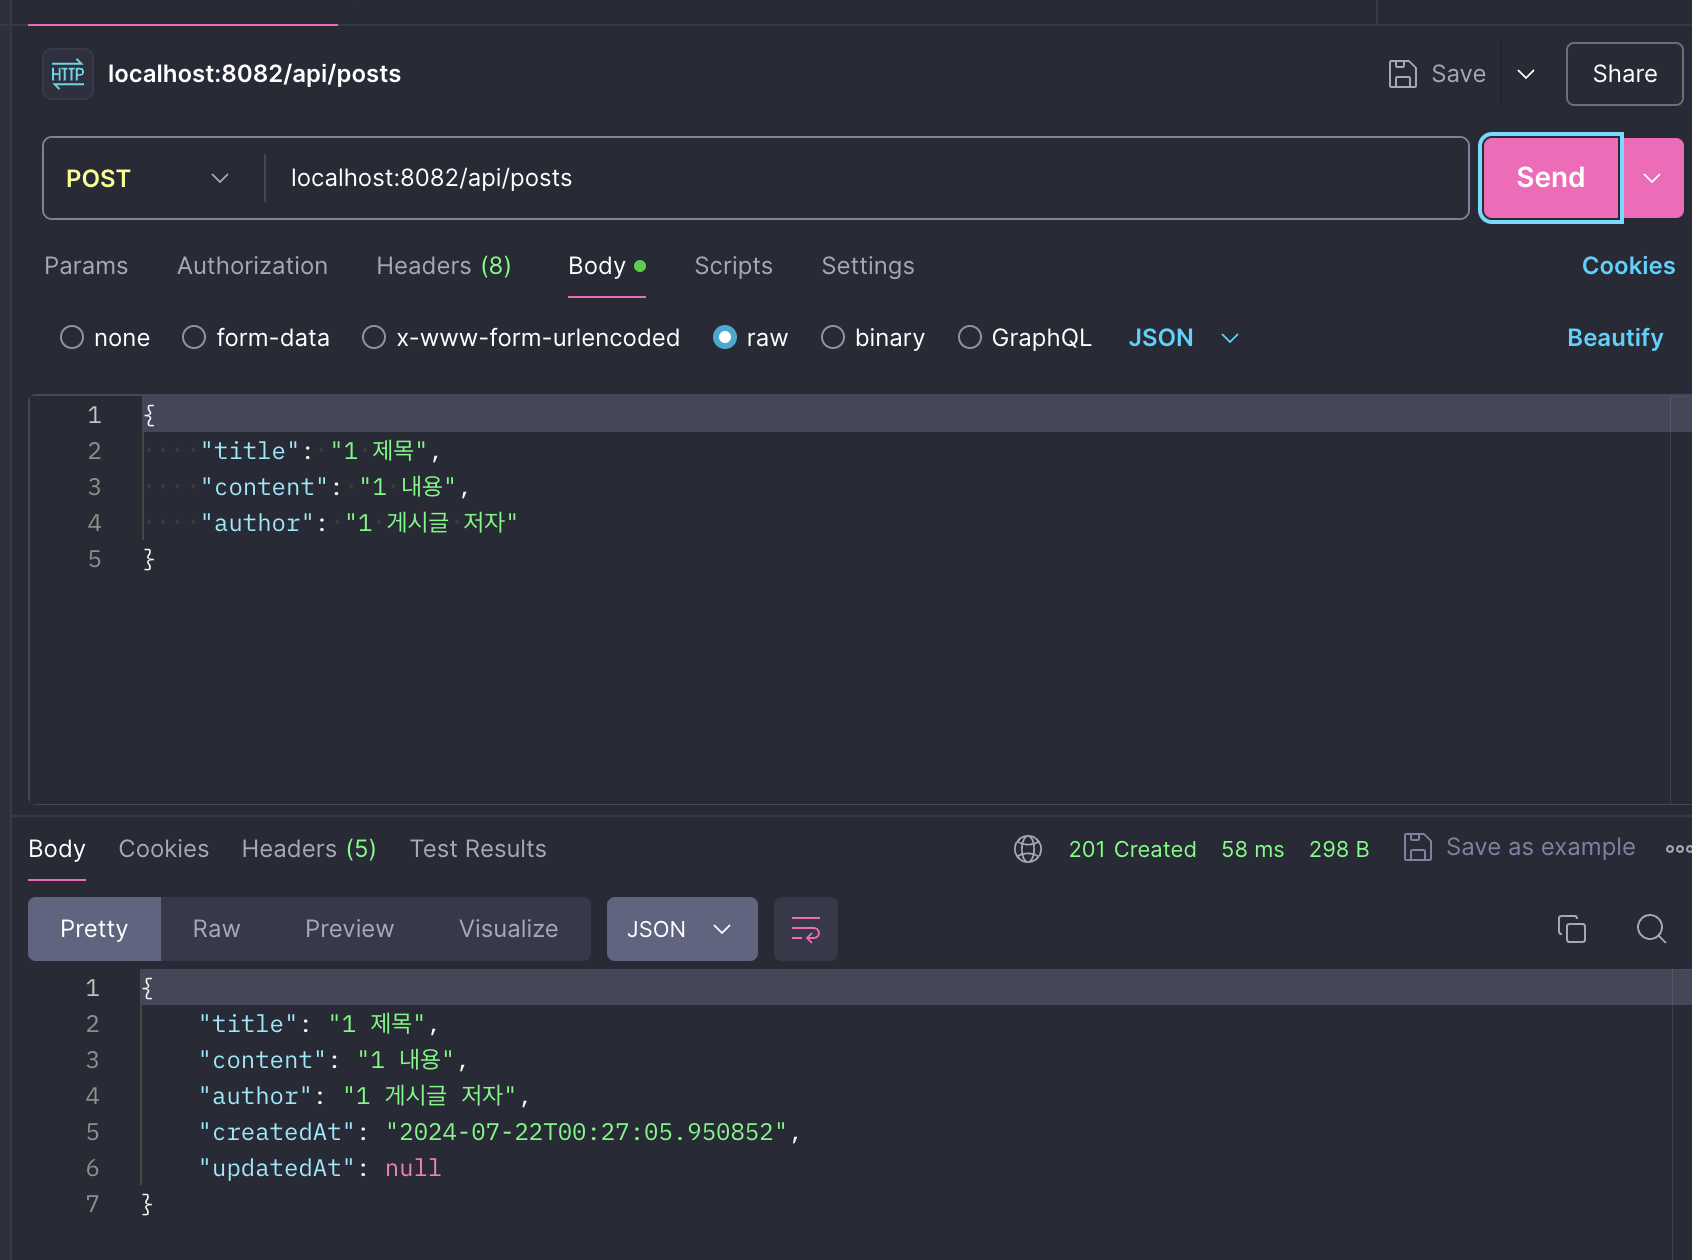 HTTP localhost:8082/api/posts Save Share
POST localhost:8082/api/posts Send
Params Authorization Headers (8) Body Scripts Settings Cookies
none form-data x-www-form-urlencoded raw binary GraphQL JSON Beautify
1 {
2 "title": "1 제목",
3 "content": "1 내용",
4 "author": "1 게시글 저자"
5 }
Body Cookies Headers (5) Test Results 201 Created 58 ms 298 B Save as example
Pretty Raw Preview Visualize JSON
1 {
2 "title": "1 제목",
3 "content": "1 내용",
4 "author": "1 게시글 저자",
5 "createdAt": "2024-07-22T00:27:05.950852",
6 "updatedAt": null
7 }